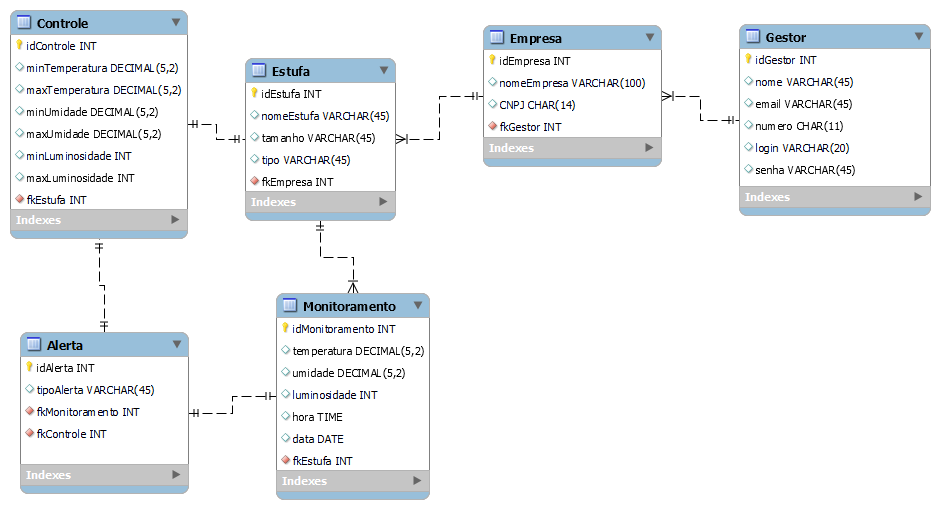 Controle
idControle INT
minTemperatura DECIMAL(5,2)
maxTemperatura DECIMAL(5,2)
minUmidade DECIMAL(5,2)
maxUmidade DECIMAL(5,2)
minLuminosidade INT
maxLuminosidade INT
fkEstufa INT
Indexes
Estufa
idEstufa INT
nomeEstufa VARCHAR(45)
tamanho VARCHAR(45)
tipo VARCHAR(45)
fkEmpresa INT
Indexes
Empresa
idEmpresa INT
nomeEmpresa VARCHAR(100)
CNPJ CHAR(14)
fkGestor INT
Indexes
Gestor
idGestor INT
nome VARCHAR(45)
email VARCHAR(45)
numero CHAR(11)
login VARCHAR(20)
senha VARCHAR(45)
Indexes
Alerta
idAlerta INT
tipoAlerta VARCHAR(45)
fkMonitoramento INT
fkControle INT
Indexes
Monitoramento
idMonitoramento INT
temperatura DECIMAL(5,2)
umidade DECIMAL(5,2)
luminosidade INT
hora TIME
data DATE
fkEstufa INT
Indexes